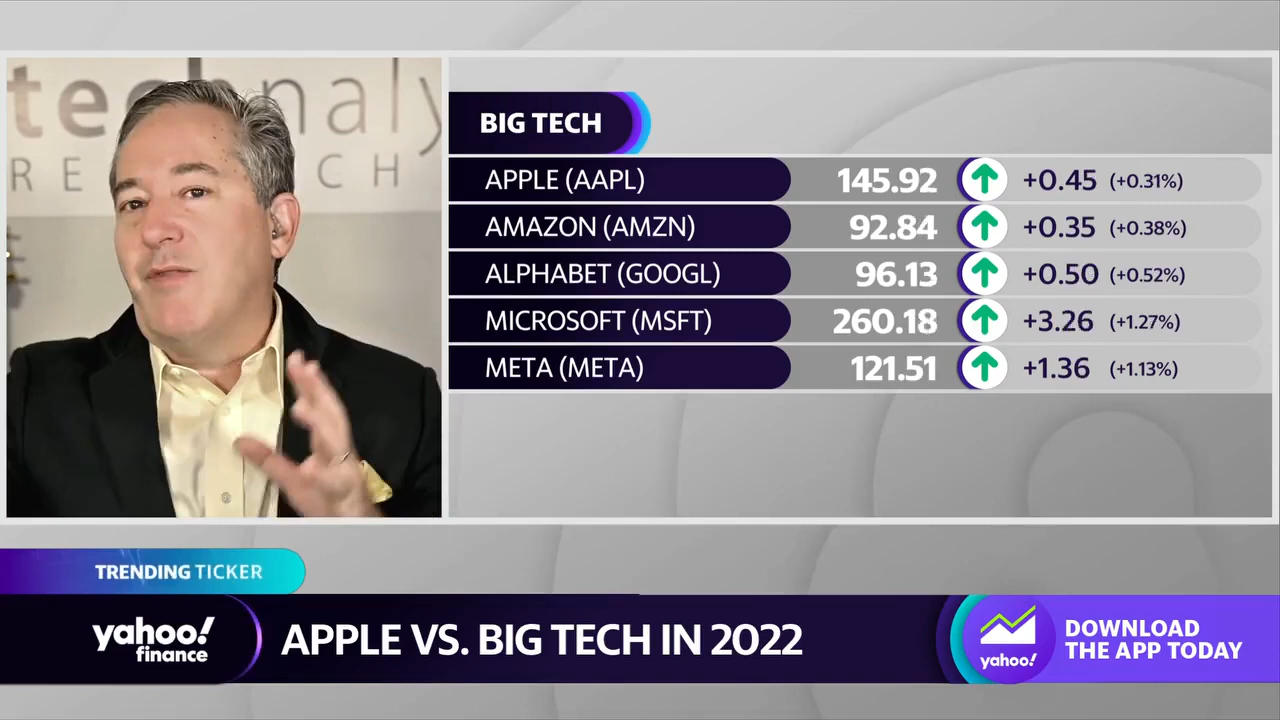 technaly
RE CH
BIG TECH
APPLE (AAPL) 145.92 +0.45 (+0.31%)
AMAZON (AMZN) 92.84 +0.35 (+0.38%)
ALPHABET (GOOGL) 96.13 +0.50 (+0.52%)
MICROSOFT (MSFT) 260.18 +3.26 (+1.27%)
META (META) 121.51 +1.36 (+1.13%)
TRENDING TICKER
yahoo!
finance
APPLE VS. BIG TECH IN 2022
yahoo!
DOWNLOAD
THE APP TODAY